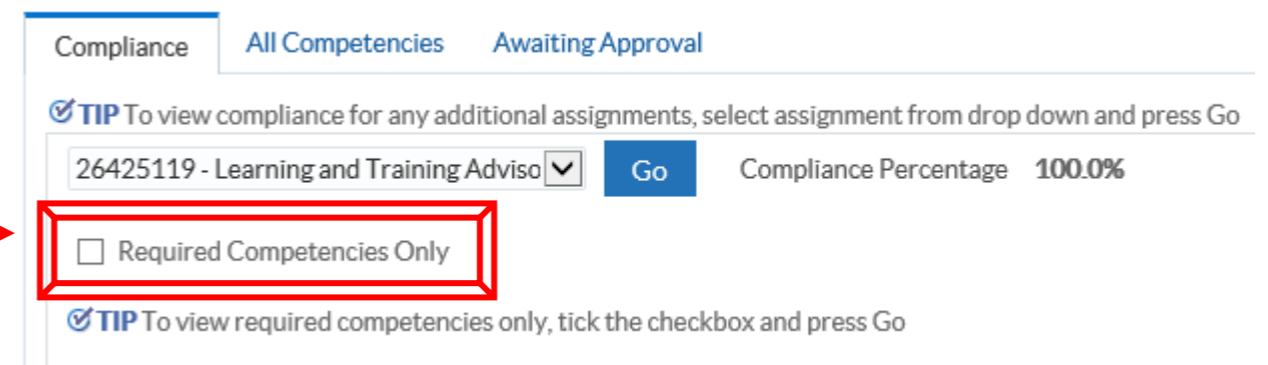 Compliance All Competencies Awaiting Approval
TIP To view compliance for any additional assignments, select assignment from drop down and press Go
26425119 - Learning and Training Adviso Go Compliance Percentage 100.0%
Required Competencies Only
TIP To view required competencies only, tick the checkbox and press Go